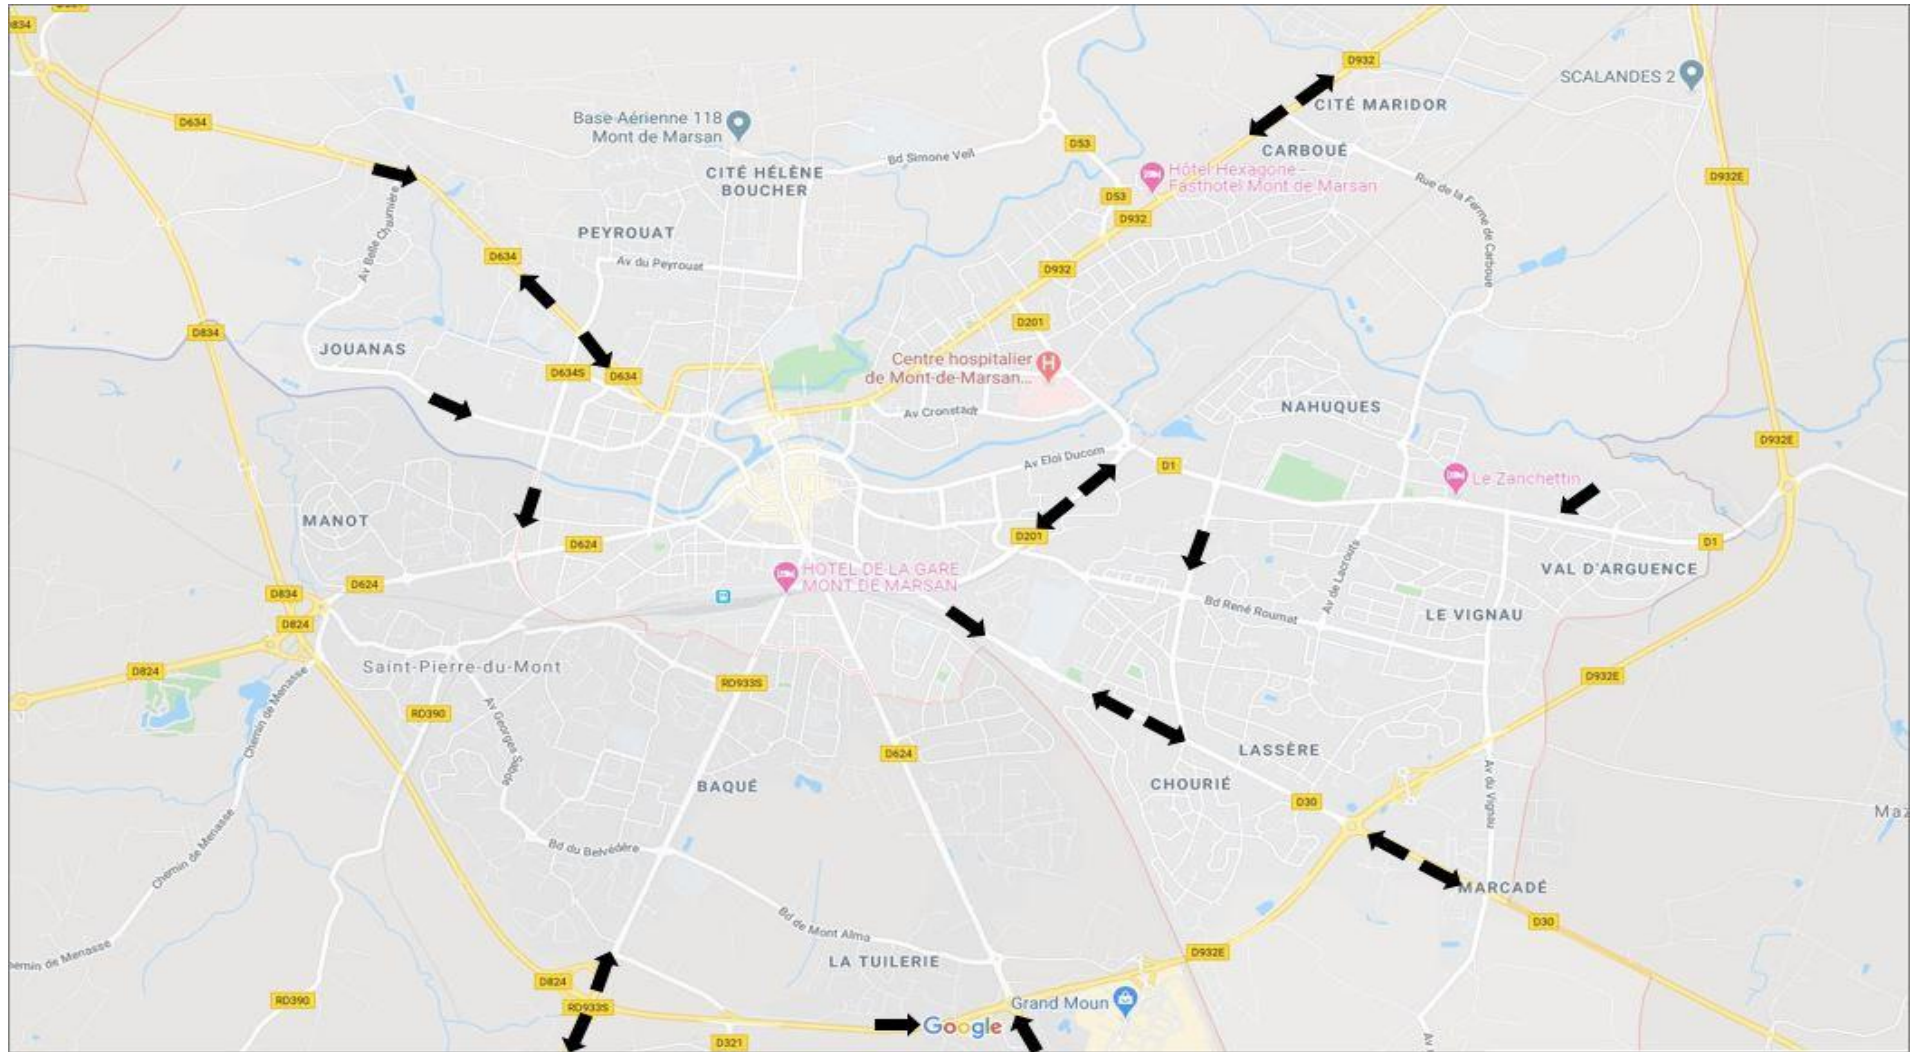 D834
D932
SCALANDES 2
CITÉ MARIDOR
D634
Base Aérienne 118
Mont de Marsan
D53
CARBOUÉ
Bd Simone Veil
CITÉ HÉLÈNE
BOUCHER
Hôtel Hexagone -
Fasthotel Mont de Marsan
D932E
Rue de la Ferme de Carboue
D53
D932
Av Belle Chaumière
PEYROUAT
D634
Av du Peyrouat
D932
D201
D834
JOUANAS
Centre hospitalier
de Mont-de-Marsan...
D634S
D634
Av Cronstadt
NAHUQUES
D932E
Av Eloi Ducom
D1
Le Zanchettin
MANOT
D624
D201
D1
VAL D'ARGUENCE
HOTEL DE LA GARE
MONT DE MARSAN
D624
D834
Av de Lacrouts
Bd René Roumat
LE VIGNAU
D824
Saint-Pierre-du-Mont
D824
RD933S
D932E
Chemin de Menasse
RD390
Av Georges Sabde
D624
LASSÈRE
BAQUÉ
CHOURIÉ
D30
Av du Vignau
Maz
Chemin de Menasse
Bd du Belvédère
MARCADÉ
Bd de Mont Alma
D30
emin de Menasse
LA TUILERIE
D932E
D824
RD390
RD933S
Grand Moun
Google
D321
Av